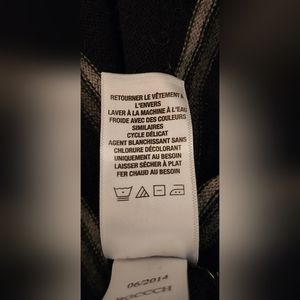 RETOURNER LE VÊTEMENT À
L'ENVERS
LAVER À LA MACHINE À L'EAU
FROIDE AVEC DES COULEURS
SIMILAIRES
CYCLE DÉLICAT
AGENT BLANCHISSANT SANS
CHLORURE DÉCOLORANT
UNIQUEMENT AU BESOIN
LAISSER SÉCHER À PLAT
FER CHAUD AU BESOIN
06/2014